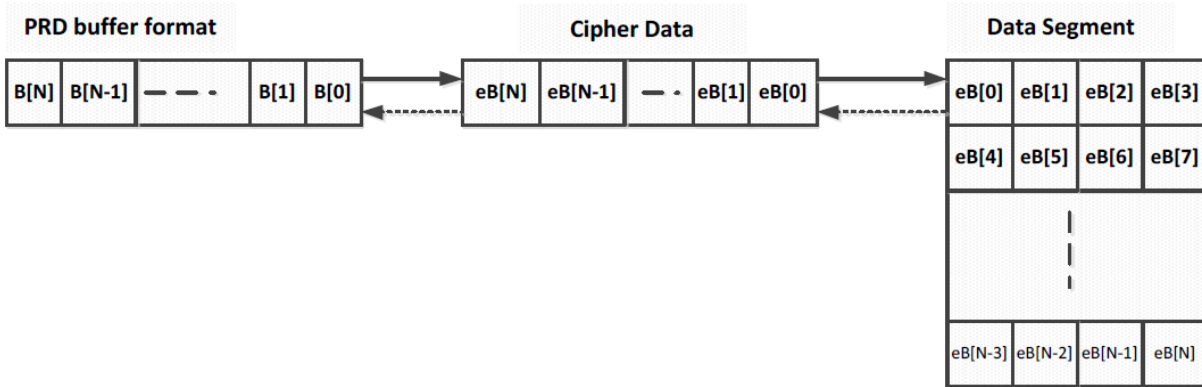 PRD buffer format
Cipher Data
Data Segment
B[N] B[N-1] B[1] B[0]
eB[N] eB[N-1] eB[1] eB[0]
eB[0] eB[1] eB[2] eB[3]
eB[4] eB[5] eB[6] eB[7]
eB[N-3] eB[N-2] eB[N-1] eB[N]